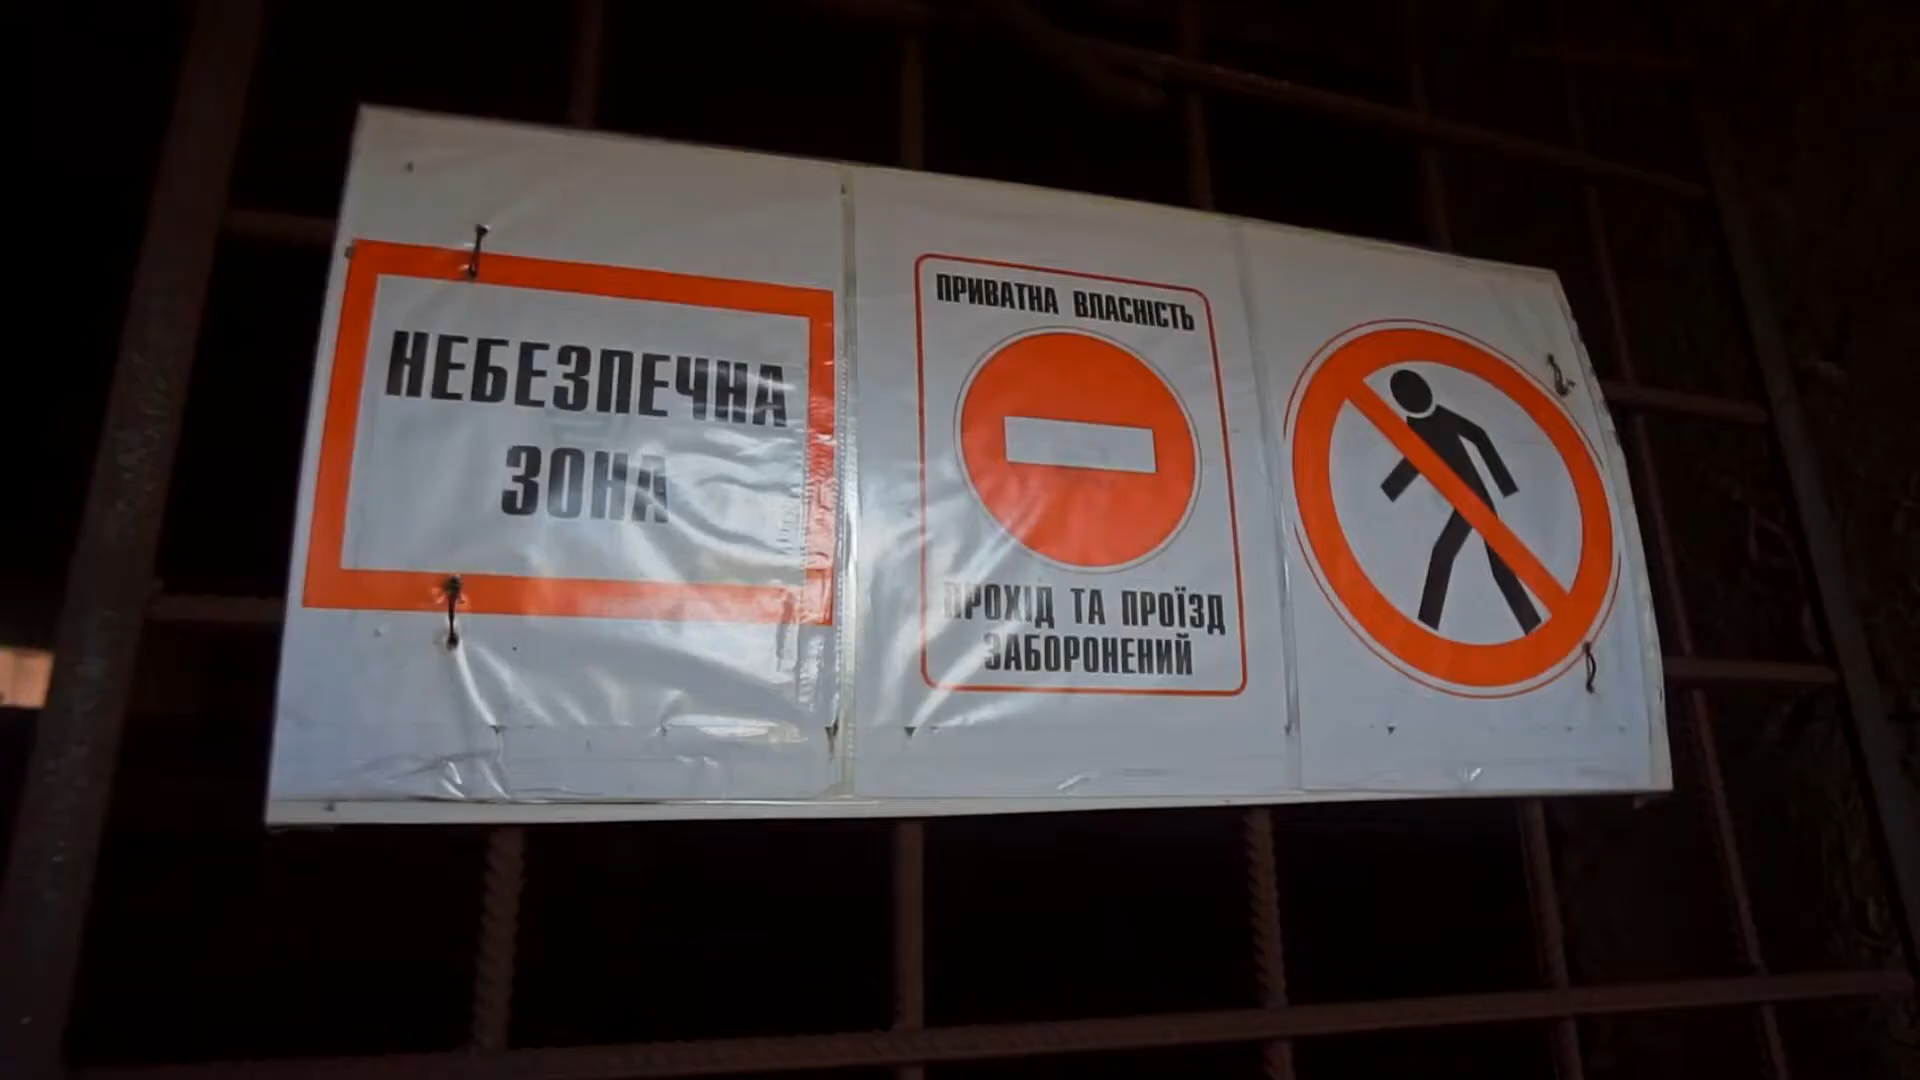 НЕБЕЗПЕЧНА
ЗОНА
ПРИВАТНА ВЛАСНІСТЬ
ПРОХІД ТА ПРОЇЗД
ЗАБОРОНЕНИЙ